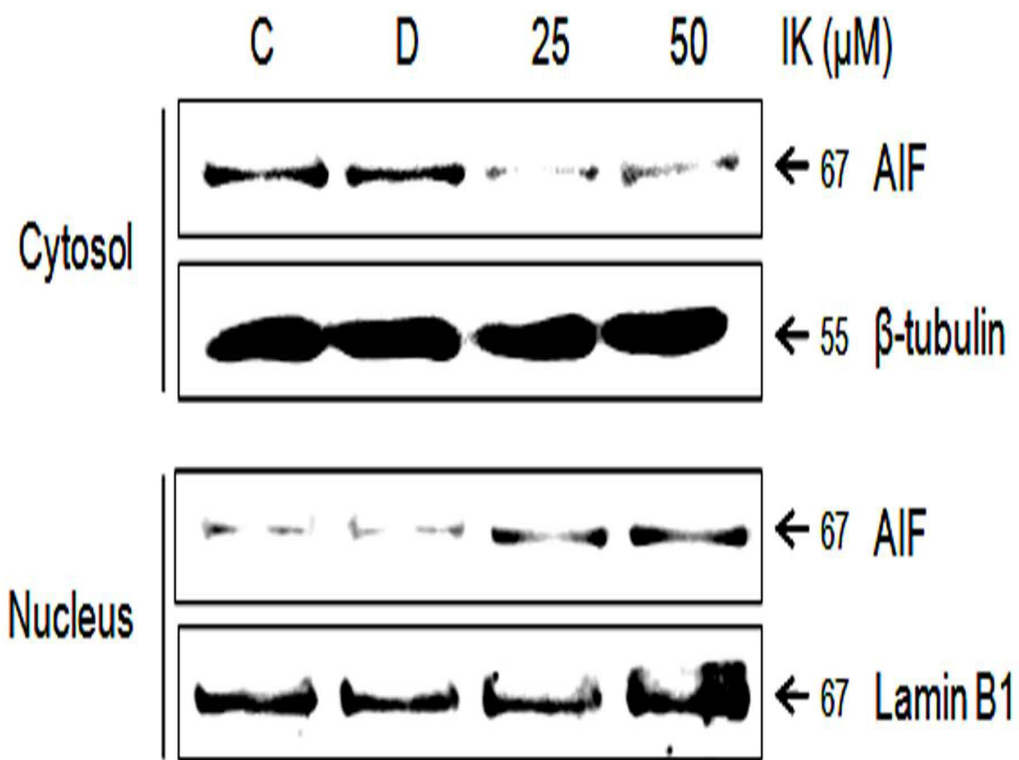 C D 25 50 IK (µM)
← 67 AIF
Cytosol
← 55 β-tubulin
← 67 AIF
Nucleus
← 67 Lamin B1